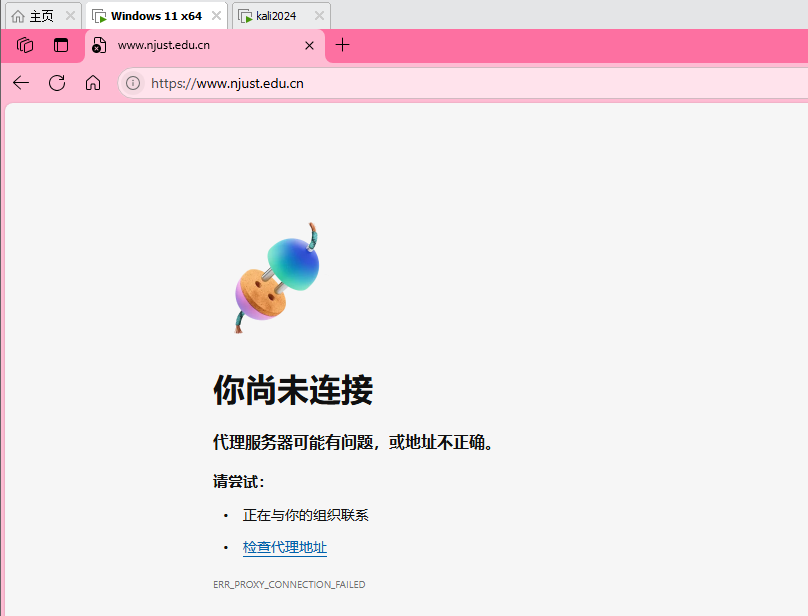 主页
Windows 11 x64
kali2024
www.njust.edu.cn
https://www.njust.edu.cn
你尚未连接
代理服务器可能有问题，或地址不正确。
请尝试：
• 正在与你的组织联系
• 检查代理地址
ERR_PROXY_CONNECTION_FAILED